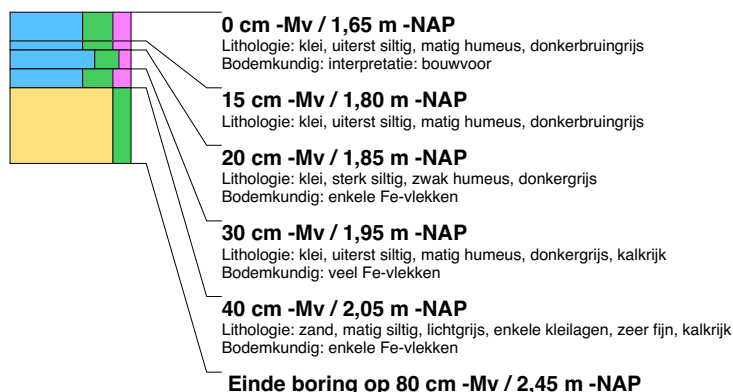 0 cm -Mv / 1,65 m -NAP
Lithologie: klei, uiterst siltig, matig humeus, donkerbruingrijs
Bodemkundig: interpretatie: bouwvoor
15 cm -Mv / 1,80 m -NAP
Lithologie: klei, uiterst siltig, matig humeus, donkerbruingrijs
20 cm -Mv / 1,85 m -NAP
Lithologie: klei, sterk siltig, zwak humeus, donkergrijs
Bodemkundig: enkele Fe-vlekken
30 cm -Mv / 1,95 m -NAP
Lithologie: klei, uiterst siltig, matig humeus, donkergrijs, kalkrijk
Bodemkundig: veel Fe-vlekken
40 cm -Mv / 2,05 m -NAP
Lithologie: zand, matig siltig, lichtgrijs, enkele kleilagen, zeer fijn, kalkrijk
Bodemkundig: enkele Fe-vlekken
Einde boring op 80 cm -Mv / 2,45 m -NAP